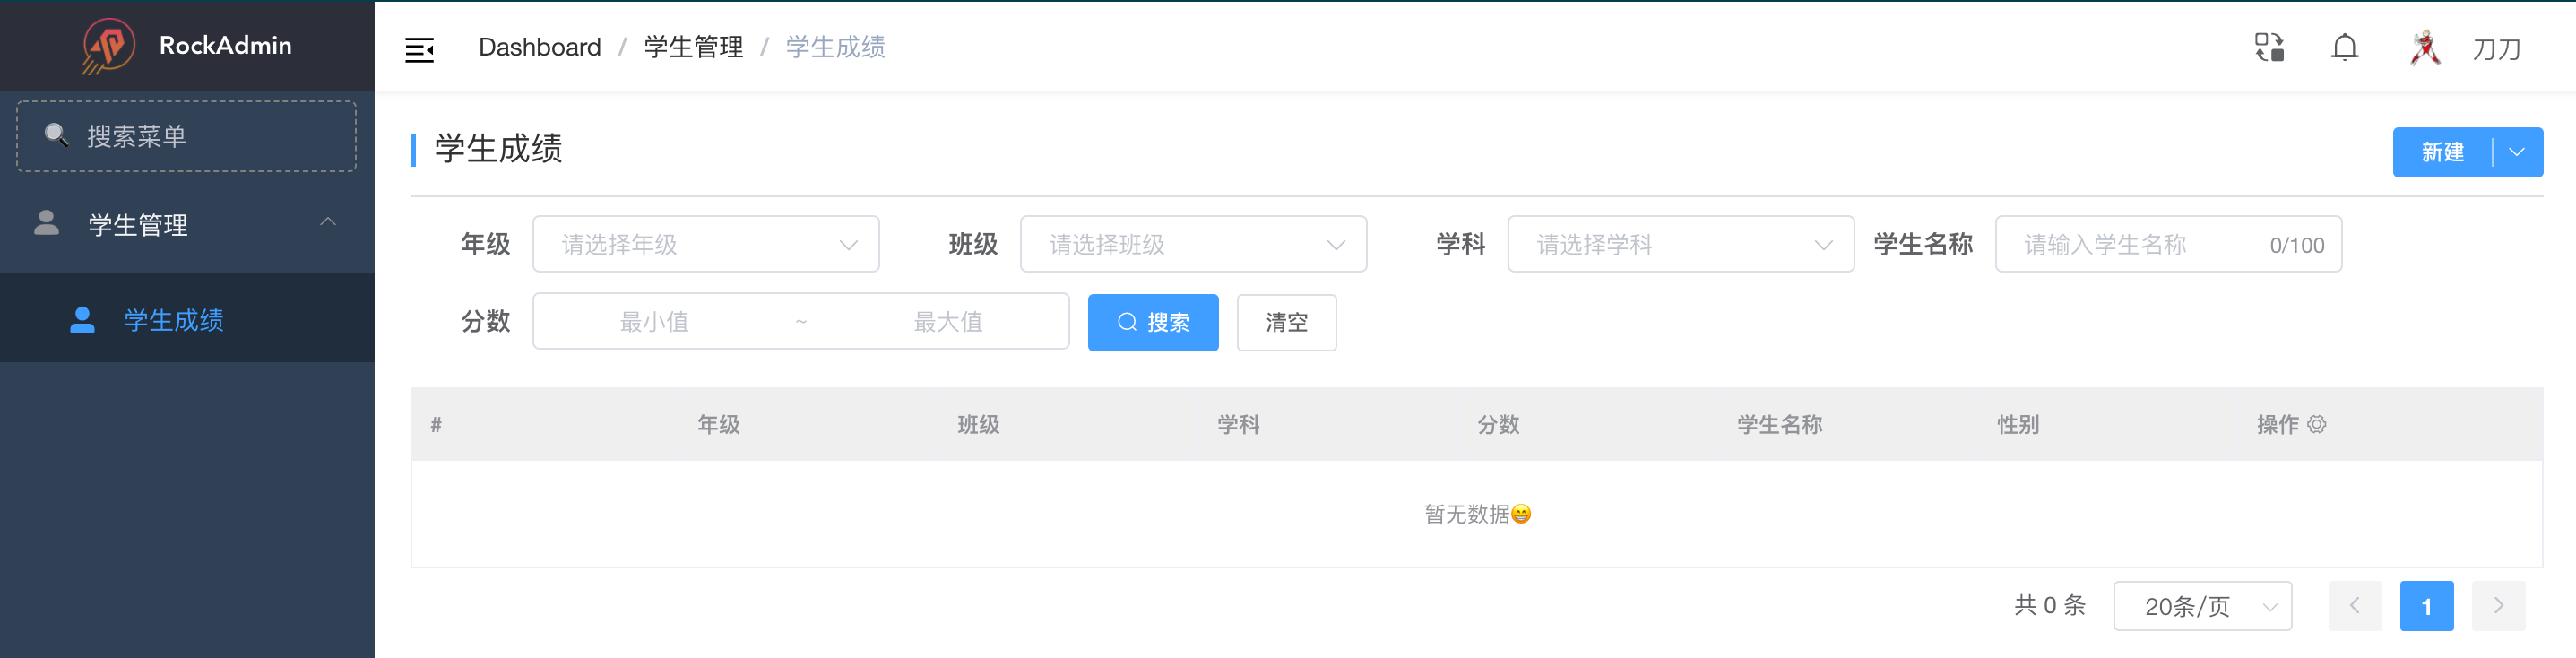 RockAdmin
搜索菜单
学生管理
学生成绩
Dashboard / 学生管理 / 学生成绩
刀刀
学生成绩
新建
年级 请选择年级 班级 请选择班级 学科 请选择学科 学生名称 请输入学生名称 0/100
分数 最小值 ~ 最大值 搜索 清空
# 年级 班级 学科 分数 学生名称 性别 操作
暂无数据😁
共 0 条 20条/页 1